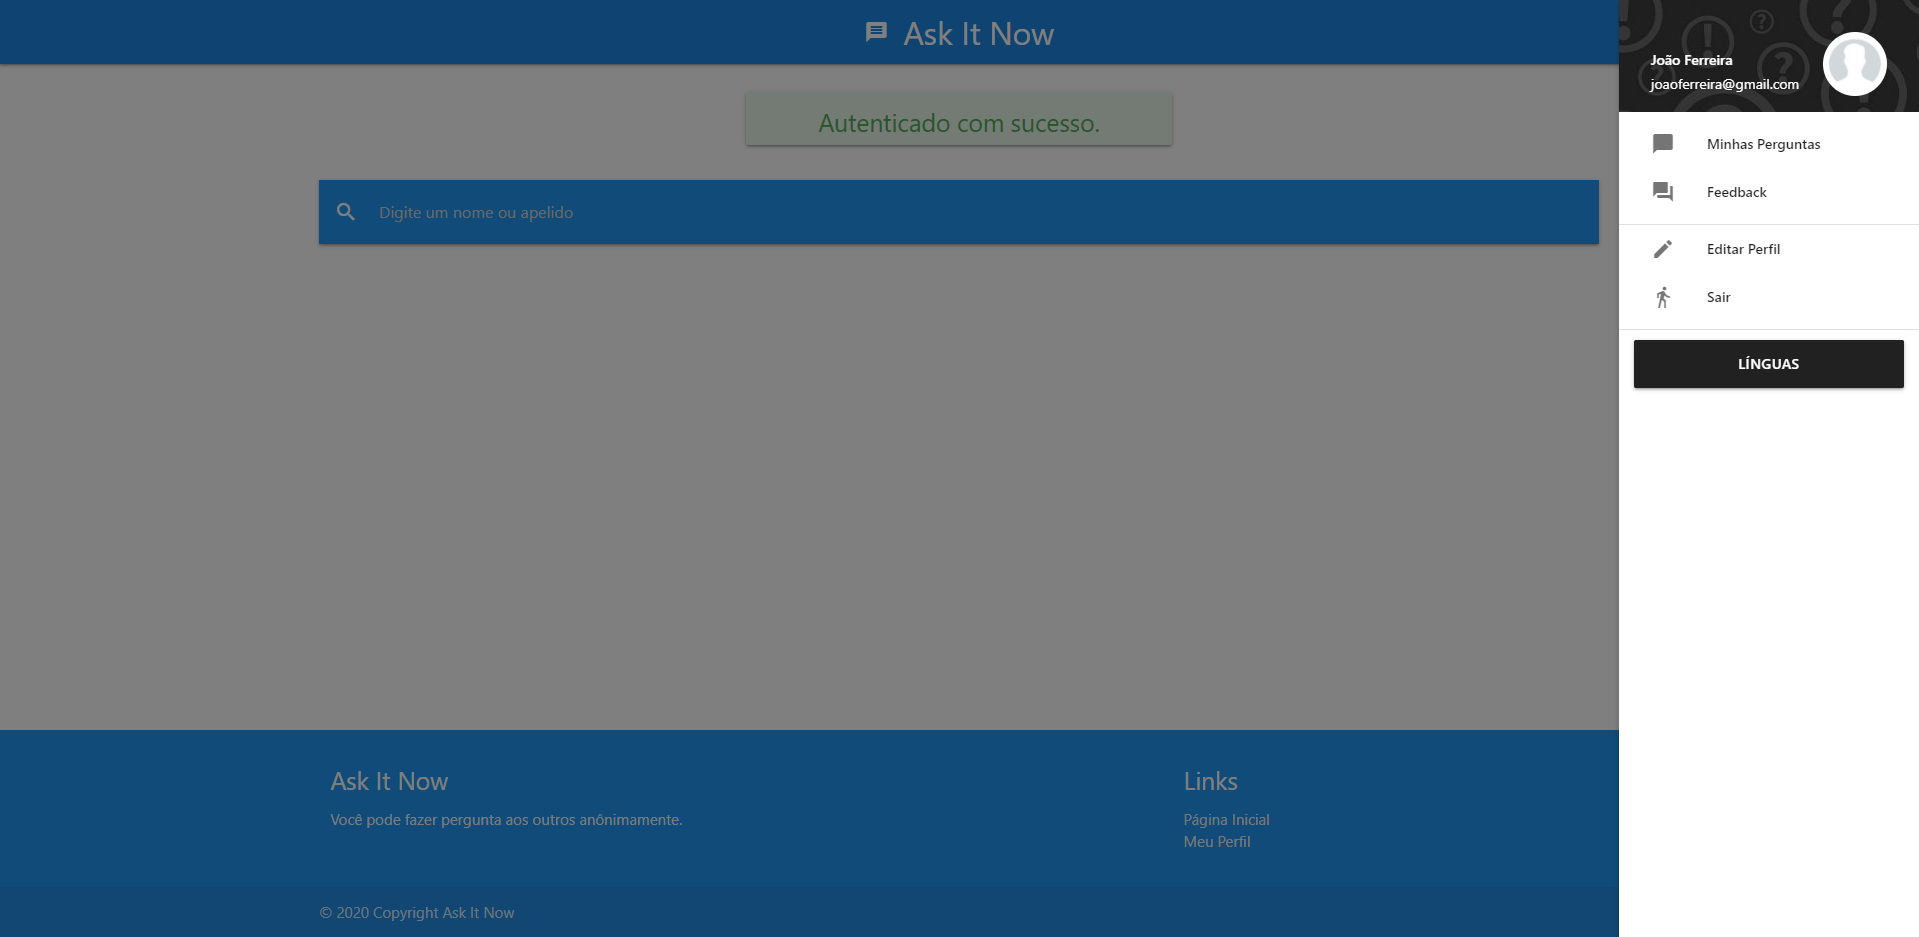 Ask It Now
Autenticado com sucesso.
Digite um nome ou apelido
João Ferreira
joaoferreira@gmail.com
Minhas Perguntas
Feedback
Editar Perfil
Sair
LÍNGUAS
Ask It Now
Você pode fazer pergunta aos outros anônimamente.
Links
Página Inicial
Meu Perfil
© 2020 Copyright Ask It Now